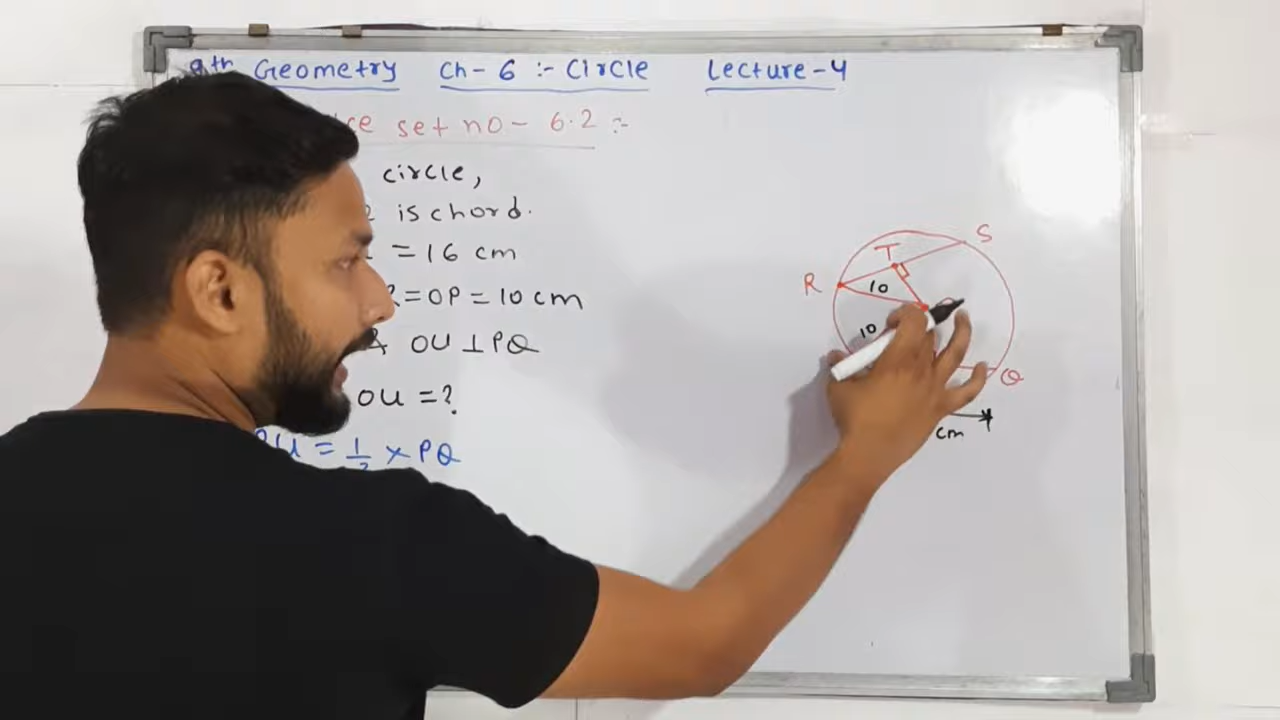 9th Geometry Ch-6 :- Circle Lecture-4
set no- 6.2 :-
circle,
is chord.
= 16 cm
= OP = 10 cm
OU ⊥ PQ
OU = ?
= 1/2 × PQ
S
T
R
10
10
Q
cm